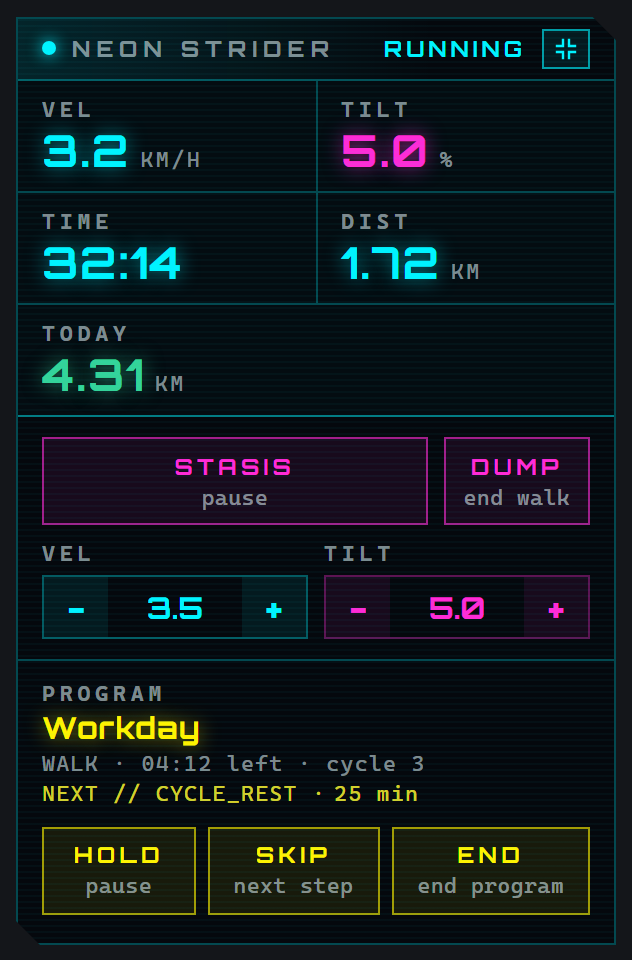 NEON STRIDER RUNNING
VEL
3.2 KM/H
TILT
5.0 %
TIME
32:14
DIST
1.72 KM
TODAY
4.31 KM
STASIS
pause
DUMP
end walk
VEL
- 3.5 +
TILT
- 5.0 +
PROGRAM
Workday
WALK · 04:12 left · cycle 3
NEXT // CYCLE_REST · 25 min
HOLD
pause
SKIP
next step
END
end program